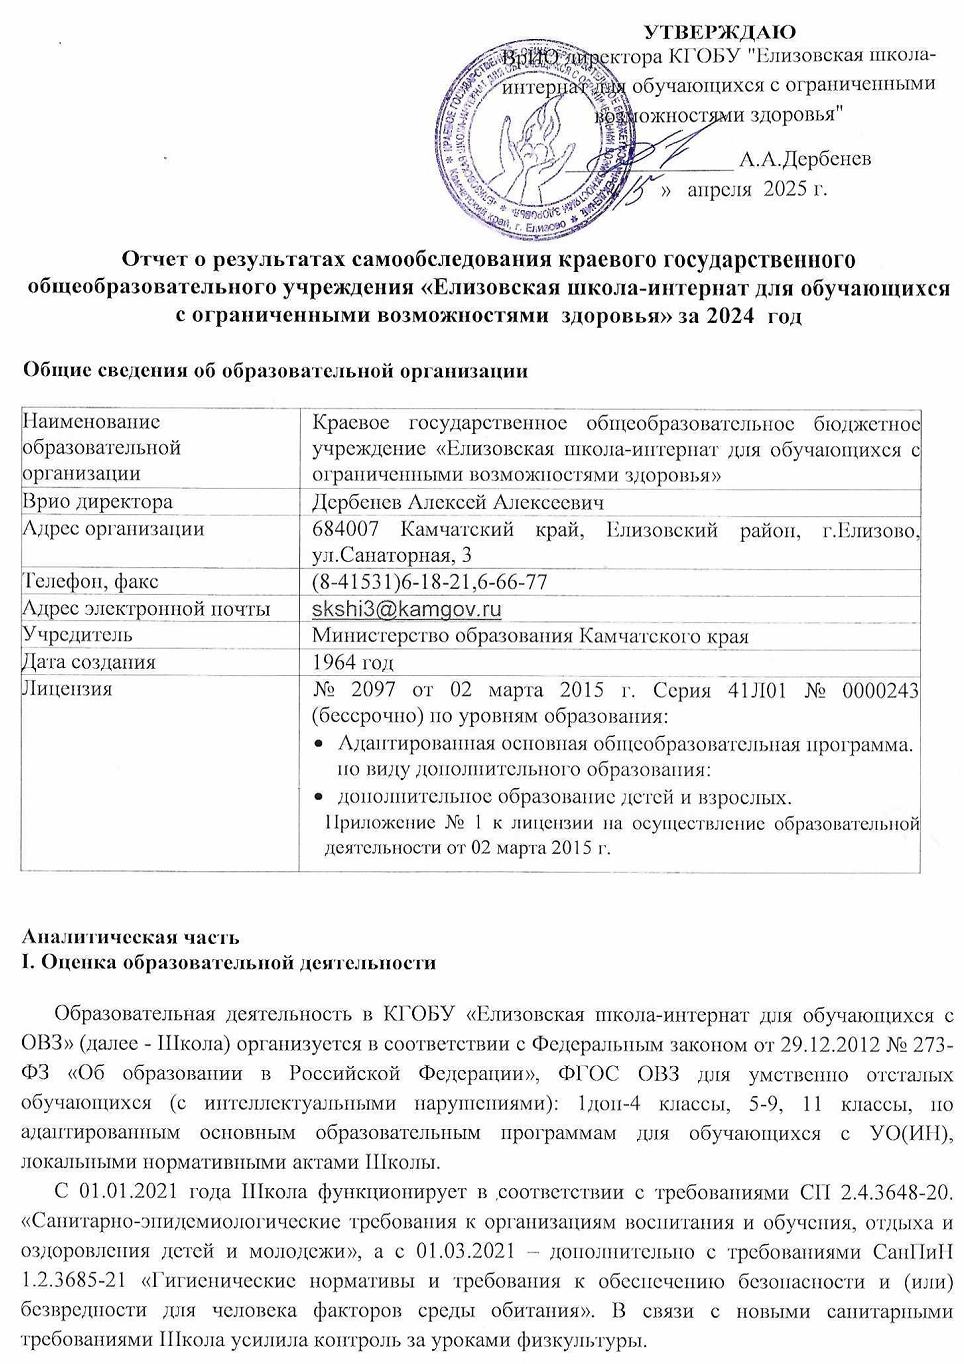 УТВЕРЖДАЮ
ВрИО директора КГОБУ "Елизовская школа-
интернат для обучающихся с ограниченными
возможностями здоровья"
А.А.Дербенев
15 » апреля 2025 г.
Камчатский край, г. Елизово
Отчет о результатах самообследования краевого государственного
общеобразовательного учреждения «Елизовская школа-интернат для обучающихся
с ограниченными возможностями здоровья» за 2024 год
Общие сведения об образовательной организации
Наименование
образовательной
организации
Краевое государственное общеобразовательное бюджетное
учреждение «Елизовская школа-интернат для обучающихся с
ограниченными возможностями здоровья»
Врио директора
Дербенев Алексей Алексеевич
Адрес организации
684007 Камчатский край, Елизовский район, г.Елизово,
ул.Санаторная, 3
Телефон, факс
(8-41531)6-18-21,6-66-77
Адрес электронной почты
skshi3@kamgov.ru
Учредитель
Министерство образования Камчатского края
Дата создания
1964 год
Лицензия
№ 2097 от 02 марта 2015 г. Серия 41Л01 № 0000243
(бессрочно) по уровням образования:
• Адаптированная основная общеобразовательная программа.
по виду дополнительного образования:
• дополнительное образование детей и взрослых.
Приложение № 1 к лицензии на осуществление образовательной
деятельности от 02 марта 2015 г.
Аналитическая часть
I. Оценка образовательной деятельности
Образовательная деятельность в КГОБУ «Елизовская школа-интернат для обучающихся с
ОВЗ» (далее - Школа) организуется в соответствии с Федеральным законом от 29.12.2012 № 273-
ФЗ «Об образовании в Российской Федерации», ФГОС ОВЗ для умственно отсталых
обучающихся (с интеллектуальными нарушениями): 1доп-4 классы, 5-9, 11 классы, по
адаптированным основным образовательным программам для обучающихся с УО(ИН),
локальными нормативными актами Школы.
С 01.01.2021 года Школа функционирует в соответствии с требованиями СП 2.4.3648-20.
«Санитарно-эпидемиологические требования к организациям воспитания и обучения, отдыха и
оздоровления детей и молодежи», а с 01.03.2021 – дополнительно с требованиями СанПиН
1.2.3685-21 «Гигиенические нормативы и требования к обеспечению безопасности и (или)
безвредности для человека факторов среды обитания». В связи с новыми санитарными
требованиями Школа усилила контроль за уроками физкультуры.